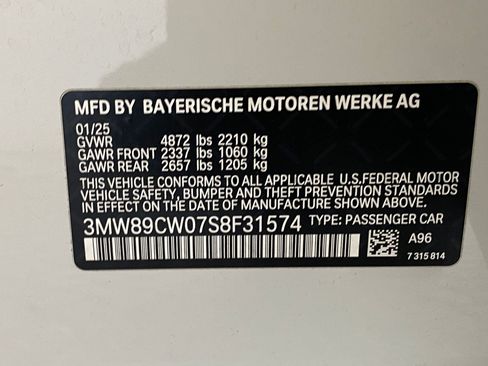 MFD BY BAYERISCHE MOTOREN WERKE AG
01/25
GVWR 4872 lbs 2210 kg
GAWR FRONT 2337 lbs 1060 kg
GAWR REAR 2657 lbs 1205 kg
THIS VEHICLE CONFORMS TO ALL APPLICABLE U.S.FEDERAL MOTOR
VEHICLE SAFETY, BUMPER AND THEFT PREVENTION STANDARDS
IN EFFECT ON THE DATE OF MANUFACTURE SHOWN ABOVE.
3MW89CW07S8F31574 TYPE: PASSENGER CAR
A96
7 315 814